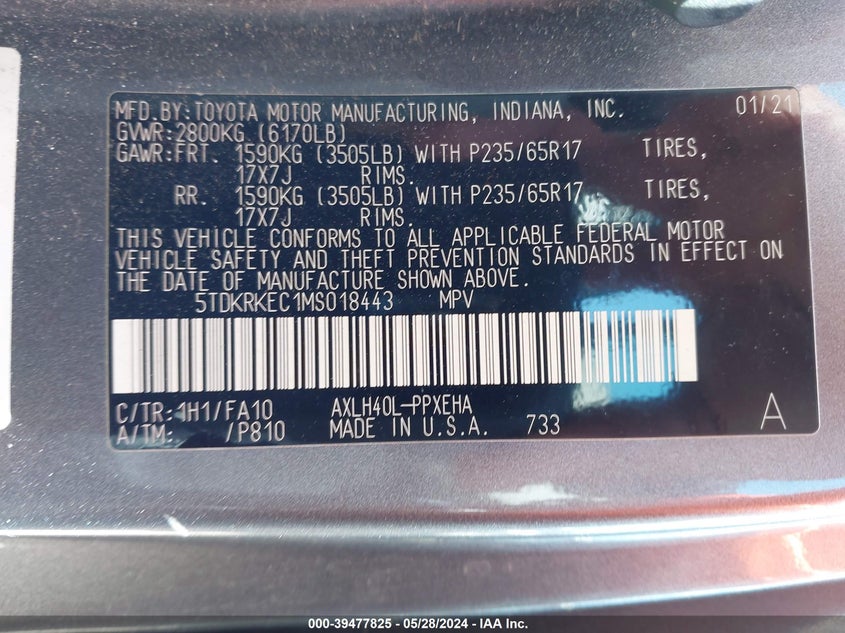 MFD.BY:TOYOTA MOTOR MANUFACTURING, INDIANA, INC. 01/21
GVWR:2800KG (6170LB)
GAWR:FRT. 1590KG (3505LB) WITH P235/65R17 TIRES,
17X7J RIMS.
RR. 1590KG (3505LB) WITH P235/65R17 TIRES,
17X7J RIMS.
THIS VEHICLE CONFORMS TO ALL APPLICABLE FEDERAL MOTOR
VEHICLE SAFETY AND THEFT PREVENTION STANDARDS IN EFFECT ON
THE DATE OF MANUFACTURE SHOWN ABOVE.
5TDKRKEC1MS018443 MPV
C/TR:1H1/FA10 AXLH40L-PPXEHA A
A/TM: /P810 MADE IN U.S.A. 733
000-39477825 - 05/28/2024 - IAA Inc.